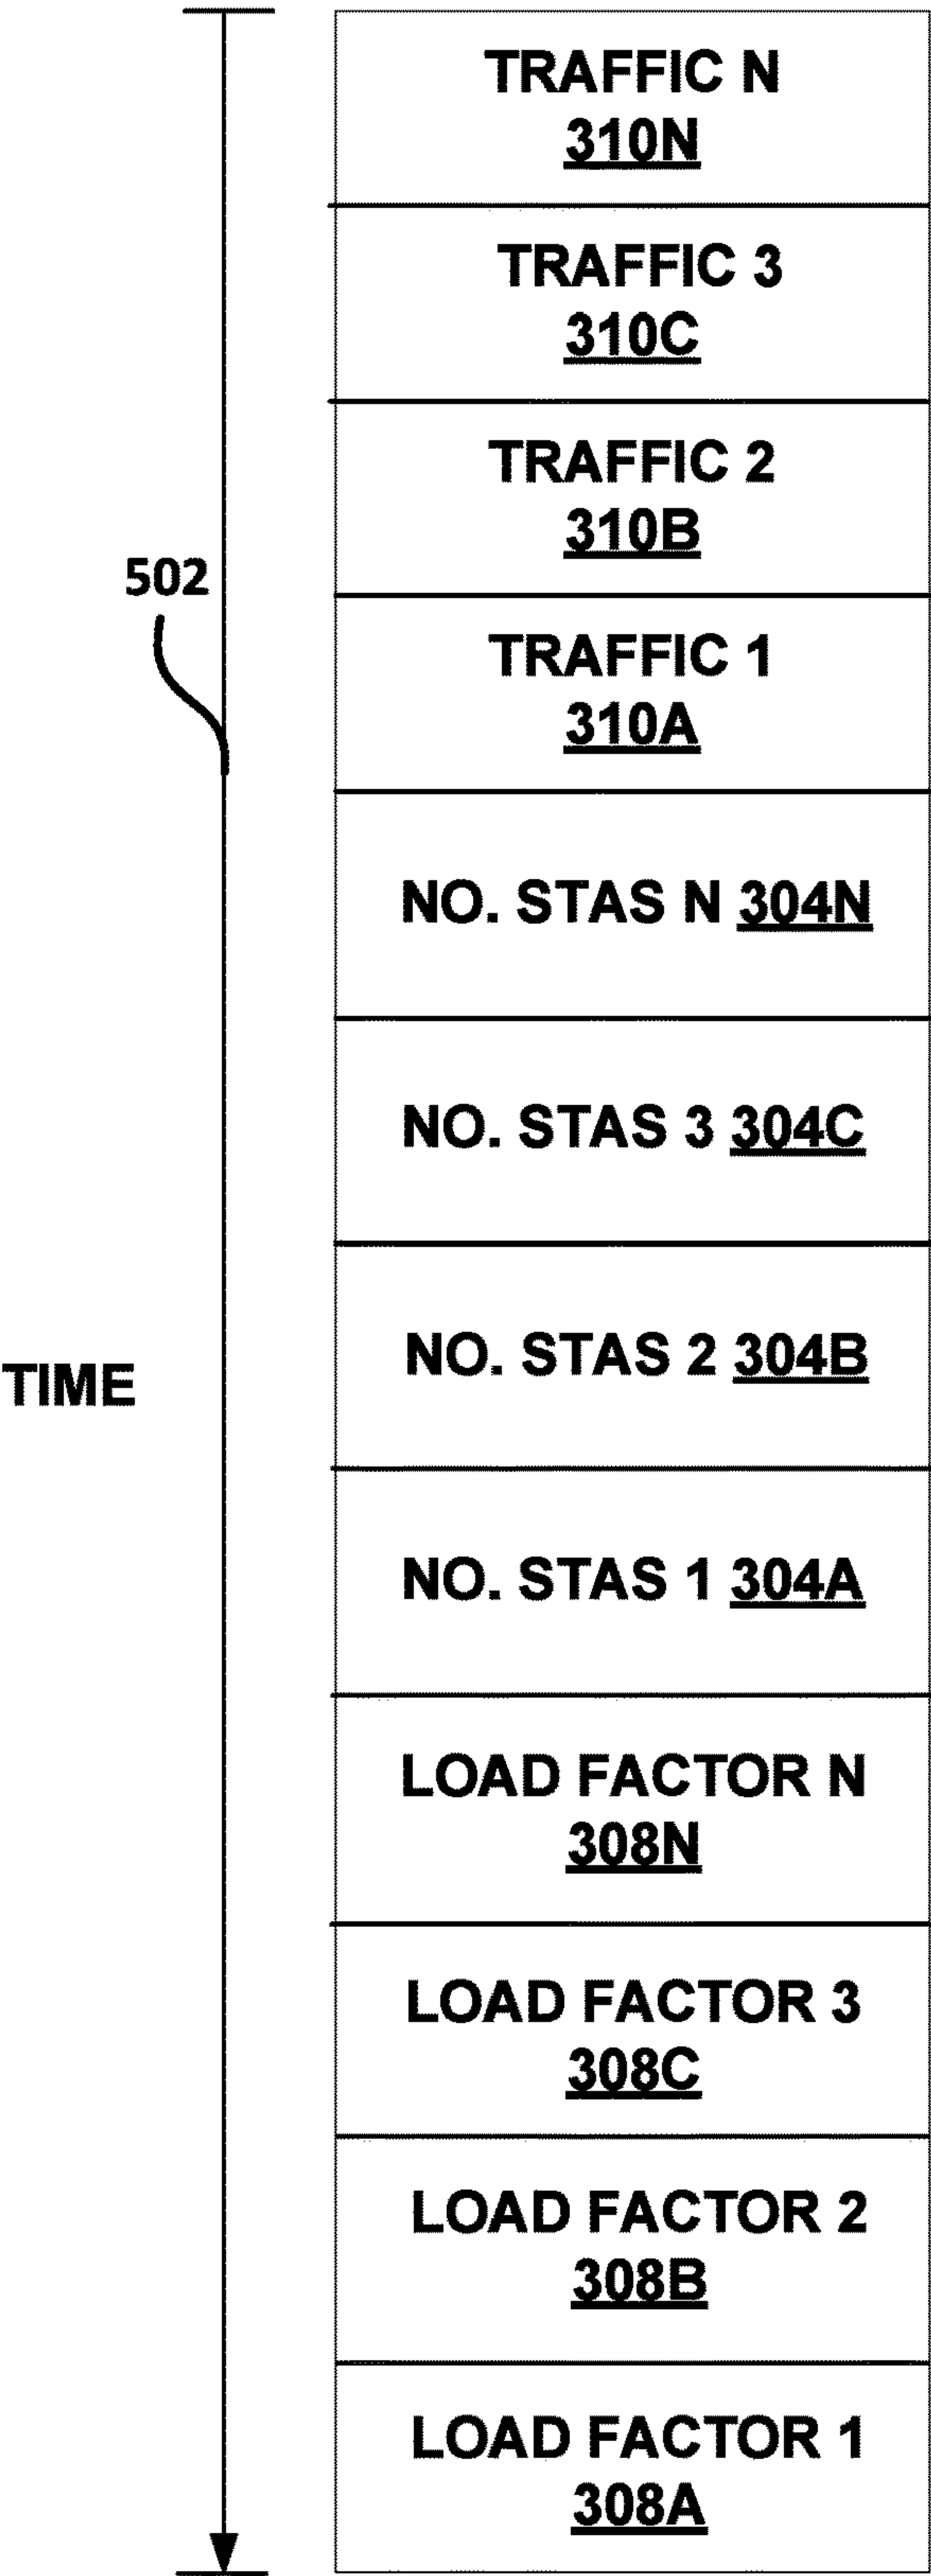 TRAFFIC N
310N
TRAFFIC 3
310C
TRAFFIC 2
310B
502
TRAFFIC 1
310A
NO. STAS N 304N
NO. STAS 3 304C
NO. STAS 2 304B
TIME
NO. STAS 1 304A
LOAD FACTOR N
308N
LOAD FACTOR 3
308C
LOAD FACTOR 2
308B
LOAD FACTOR 1
308A